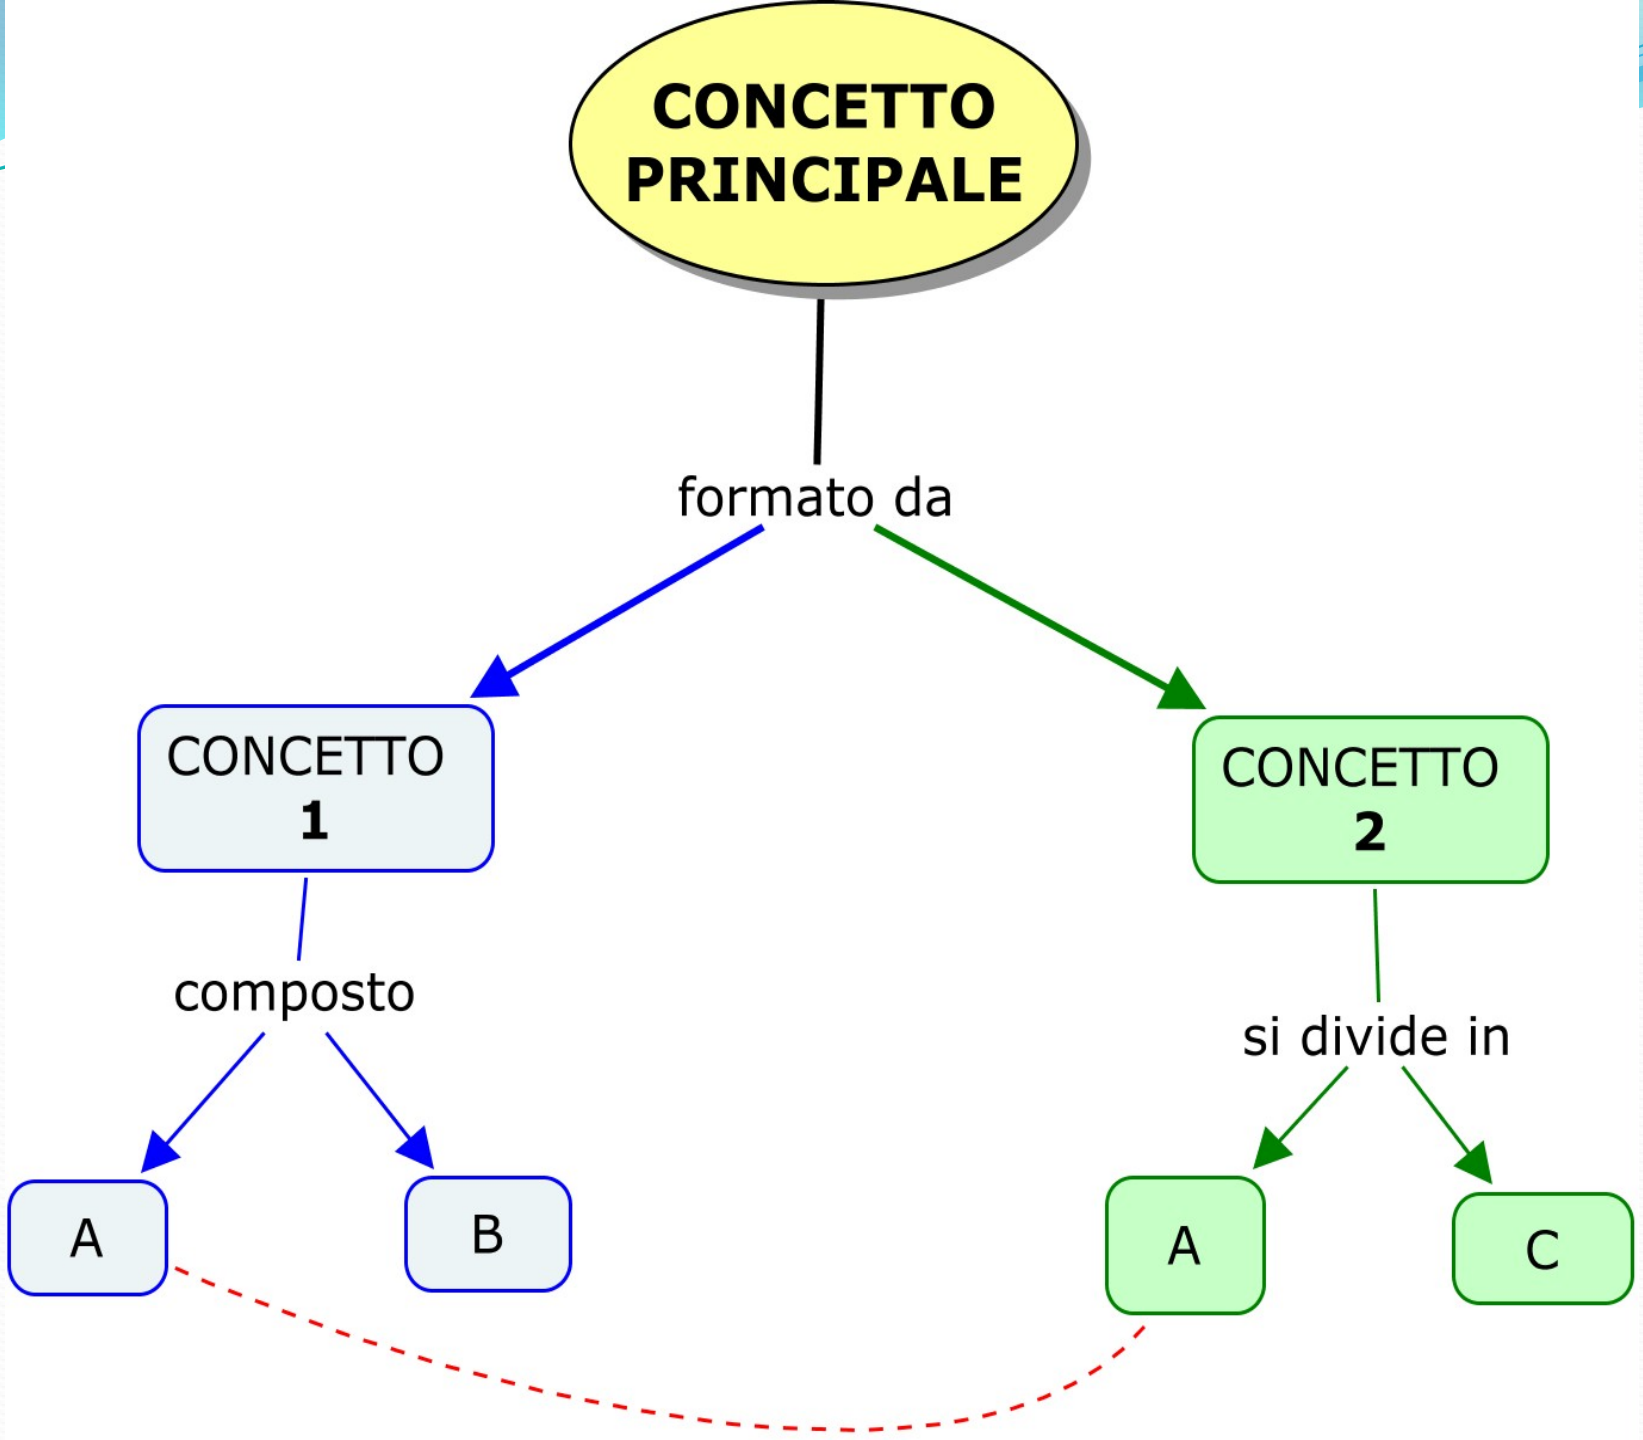 CONCETTO
PRINCIPALE
formato da
CONCETTO
1
CONCETTO
2
composto
si divide in
A
B
A
C